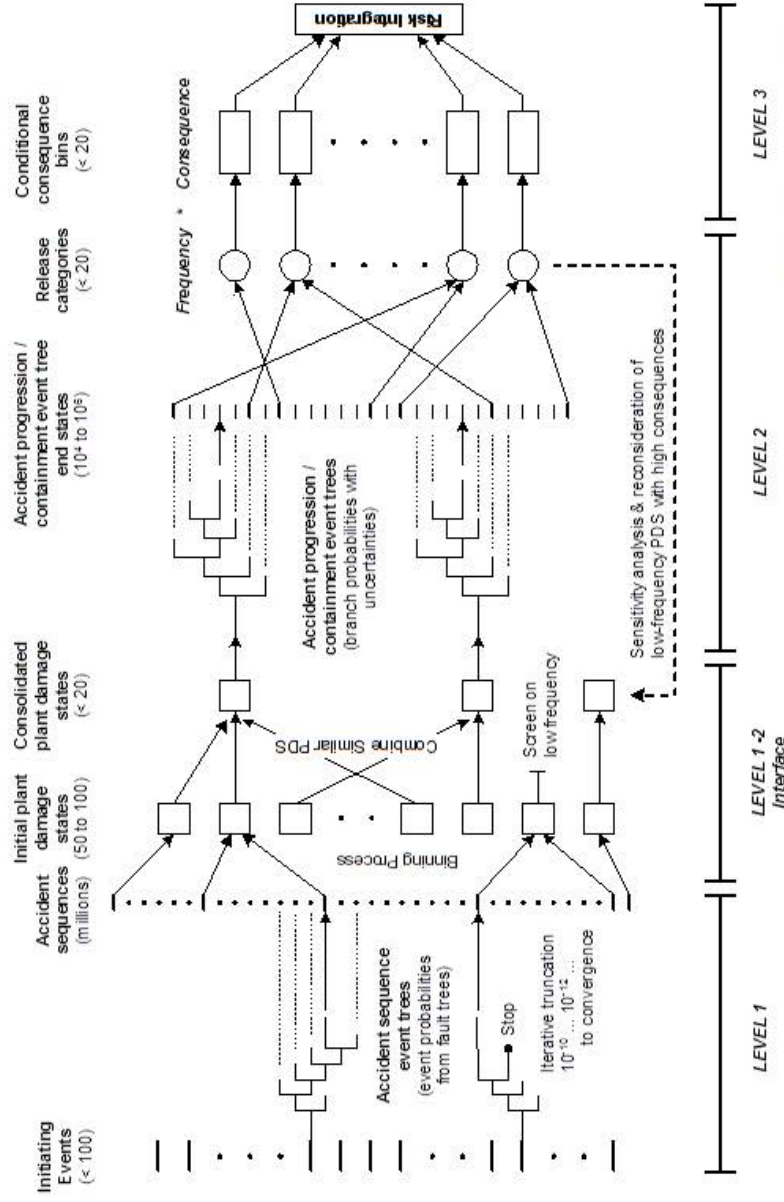 Initiating
Events
(< 100)
Accident
sequences
(millions)
Initial plant
damage
states
(50 to 100)
Consolidated
plant damage
states
(< 20)
Accident progression /
containment event tree
end states
(10⁴ to 10⁶)
Release
categories
(< 20)
Conditional
consequence
bins
(< 20)
Accident sequence
event trees
(event probabilities
from fault trees)
Stop
Iterative truncation
10⁻¹⁰ ... 10⁻¹² ...
to convergence
Binning Process
Combine Similar PDS
Screen on
low frequency
Accident progression /
containment event trees
(branch probabilities with
uncertainties)
Sensitivity analysis & reconsideration of
low-frequency PDS with high consequences
Frequency * Consequence
Risk Integration
LEVEL 1
LEVEL 1-2
Interface
LEVEL 2
LEVEL 3